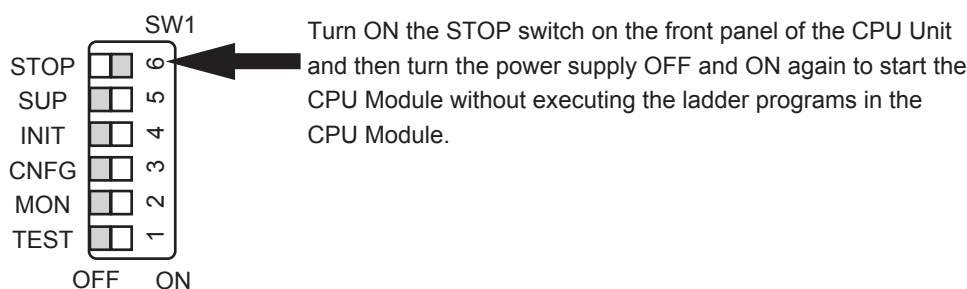 SW1
Turn ON the STOP switch on the front panel of the CPU Unit
and then turn the power supply OFF and ON again to start the
CPU Module without executing the ladder programs in the
CPU Module.
STOP 6
SUP 5
INIT 4
CNFG 3
MON 2
TEST 1
OFF ON